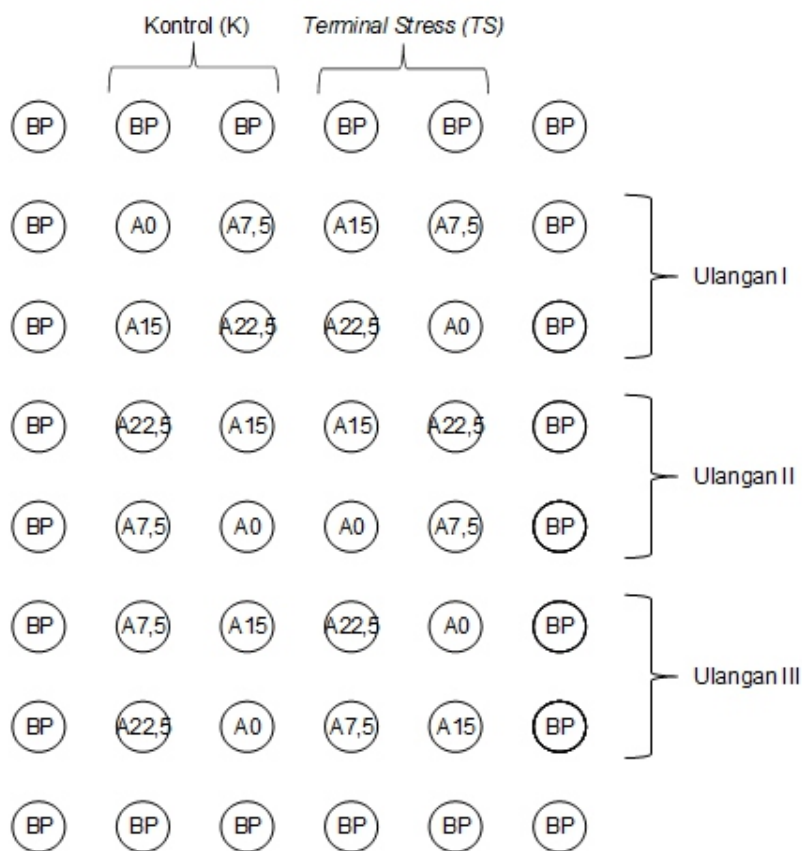 Kontrol (K) Terminal Stress (TS)
BP BP BP BP BP BP
BP A0 A7,5 A15 A7,5 BP
Ulangan I
BP A15 A22,5 A22,5 A0 BP
BP A22,5 A15 A15 A22,5 BP
Ulangan II
BP A7,5 A0 A0 A7,5 BP
BP A7,5 A15 A22,5 A0 BP
Ulangan III
BP A22,5 A0 A7,5 A15 BP
BP BP BP BP BP BP